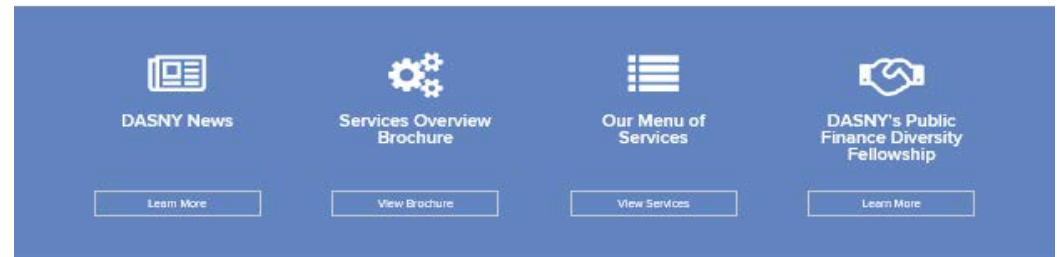 DASNY News
Services Overview
Brochure
Our Menu of
Services
DASNY's Public
Finance Diversity
Fellowship
Learn More
View Brochure
View Services
Learn More